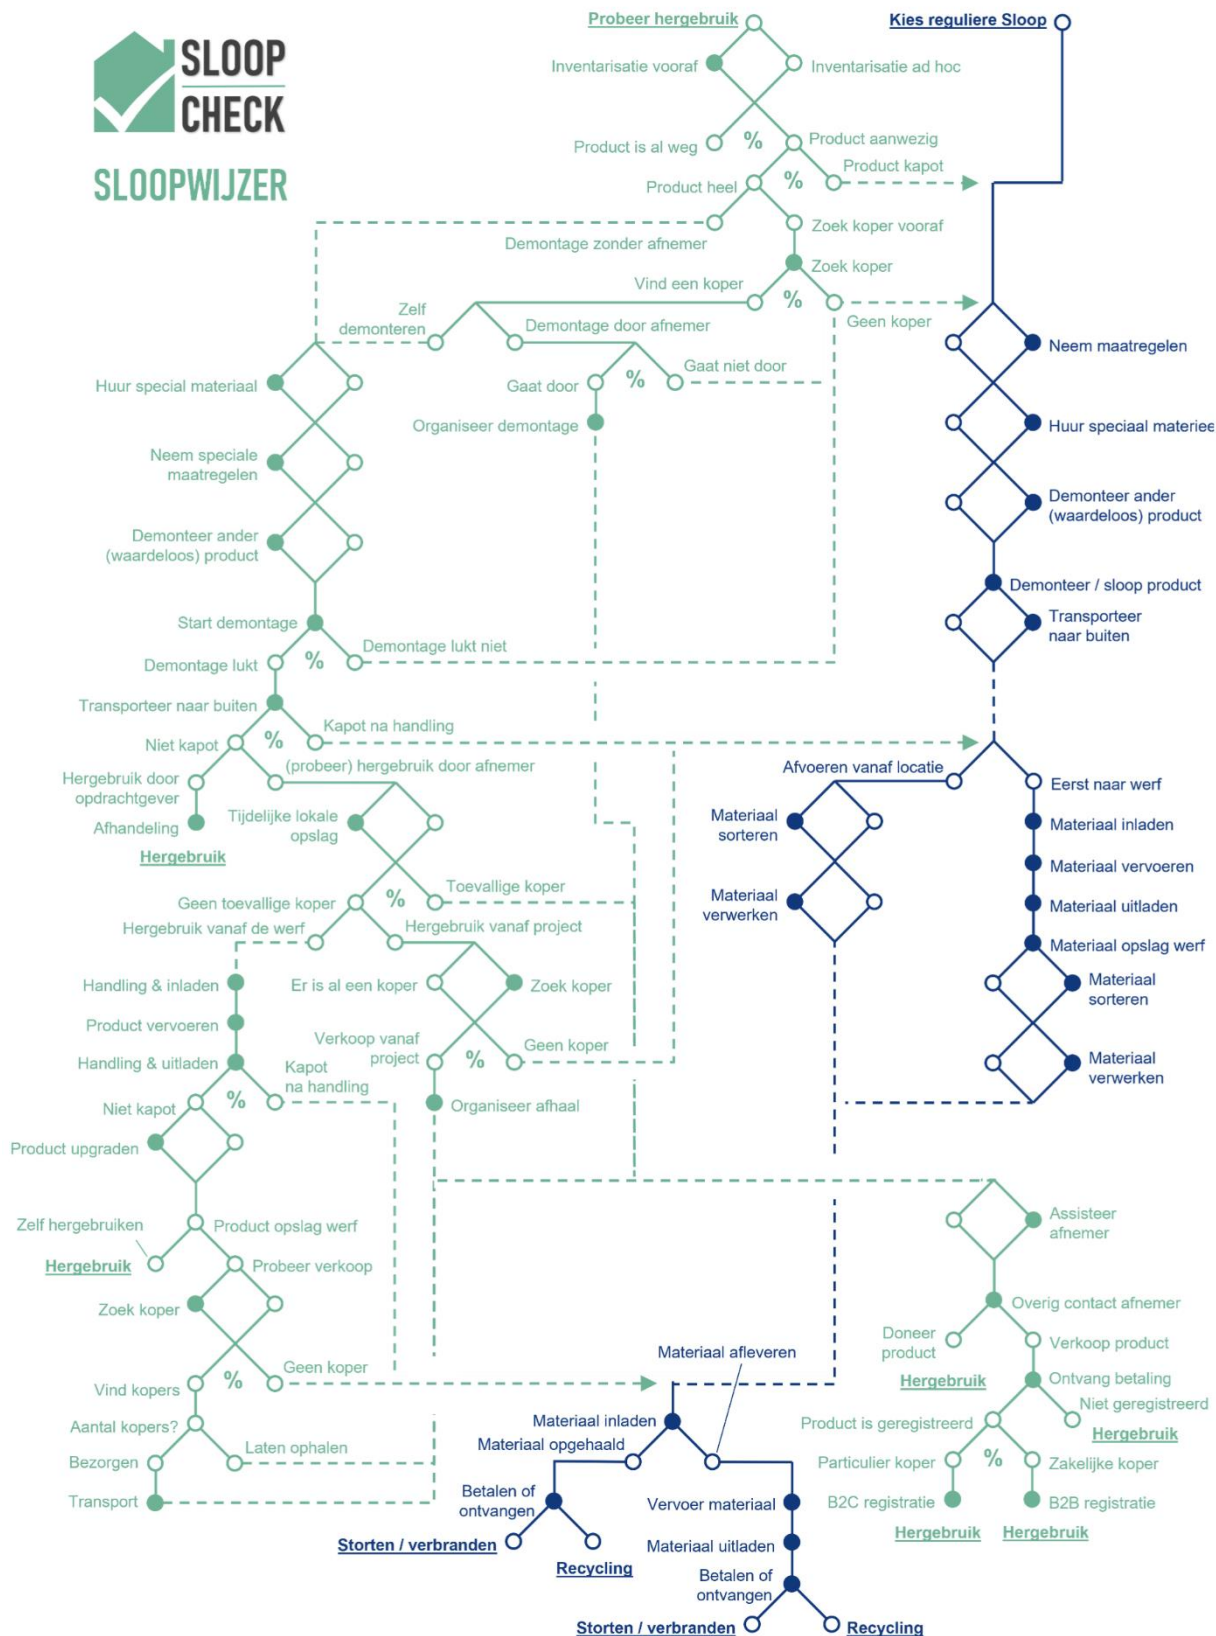 SLOOP
CHECK
SLOOPWIJZER
Probeer hergebruik
Kies reguliere Sloop
Inventarisatie vooraf
Inventarisatie ad hoc
Product is al weg
%
Product aanwezig
Product kapot
Product heel
%
Demontage zonder afnemer
Zoek koper vooraf
Zoek koper
Vind een koper
%
Geen koper
Zelf
demonteren
Demontage door afnemer
Gaat niet door
Gaat door
%
Organiseer demontage
Huur special materiaal
Neem speciale
maatregelen
Demonteer ander
(waardeloos) product
Start demontage
Demontage lukt niet
Demontage lukt
%
Transporteer naar buiten
Kapot na handling
Niet kapot
%
Hergebruik door
opdrachtgever
(probeer) hergebruik door afnemer
Afhandeling
Hergebruik
Tijdelijke lokale
opslag
Toevallige koper
%
Geen toevallige koper
Hergebruik vanaf de werf
Hergebruik vanaf project
Handling & inladen
Er is al een koper
Zoek koper
Product vervoeren
Verkoop vanaf
project
%
Geen koper
Handling & uitladen
Kapot
na handling
Niet kapot
%
Organiseer afhaal
Product upgraden
Zelf hergebruiken
Product opslag werf
Hergebruik
Probeer verkoop
Zoek koper
Geen koper
Vind kopers
%
Aantal kopers?
Laten ophalen
Bezorgen
Transport
Neem maatregelen
Huur speciaal materiee
Demonteer ander
(waardeloos) product
Demonteer / sloop product
Transporteer
naar buiten
Afvoeren vanaf locatie
Eerst naar werf
Materiaal
sorteren
Materiaal inladen
Materiaal vervoeren
Materiaal
verwerken
Materiaal uitladen
Materiaal opslag werf
Materiaal
sorteren
Materiaal
verwerken
Assisteer
afnemer
Overig contact afnemer
Doneer
product
Verkoop product
Hergebruik
Ontvang betaling
Niet geregistreerd
Product is geregistreerd
Hergebruik
Particulier koper
%
Zakelijke koper
B2C registratie
B2B registratie
Hergebruik
Hergebruik
Materiaal afleveren
Materiaal inladen
Materiaal opgehaald
Betalen of
ontvangen
Vervoer materiaal
Storten / verbranden
Recycling
Materiaal uitladen
Betalen of
ontvangen
Storten / verbranden
Recycling